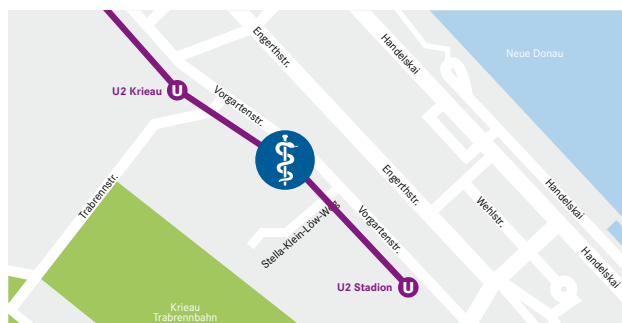 Neue Donau
Engerthstr.
Handelskai
U2 Krieau
U
Vorgartenstr.
Trabrennstr.
Engerthstr.
Wehlstr.
Handelskai
Stella-Klein-Löw-Weg
Vorgartenstr.
Handelskai
U2 Stadion
U
Krieau
Trabrennbahn